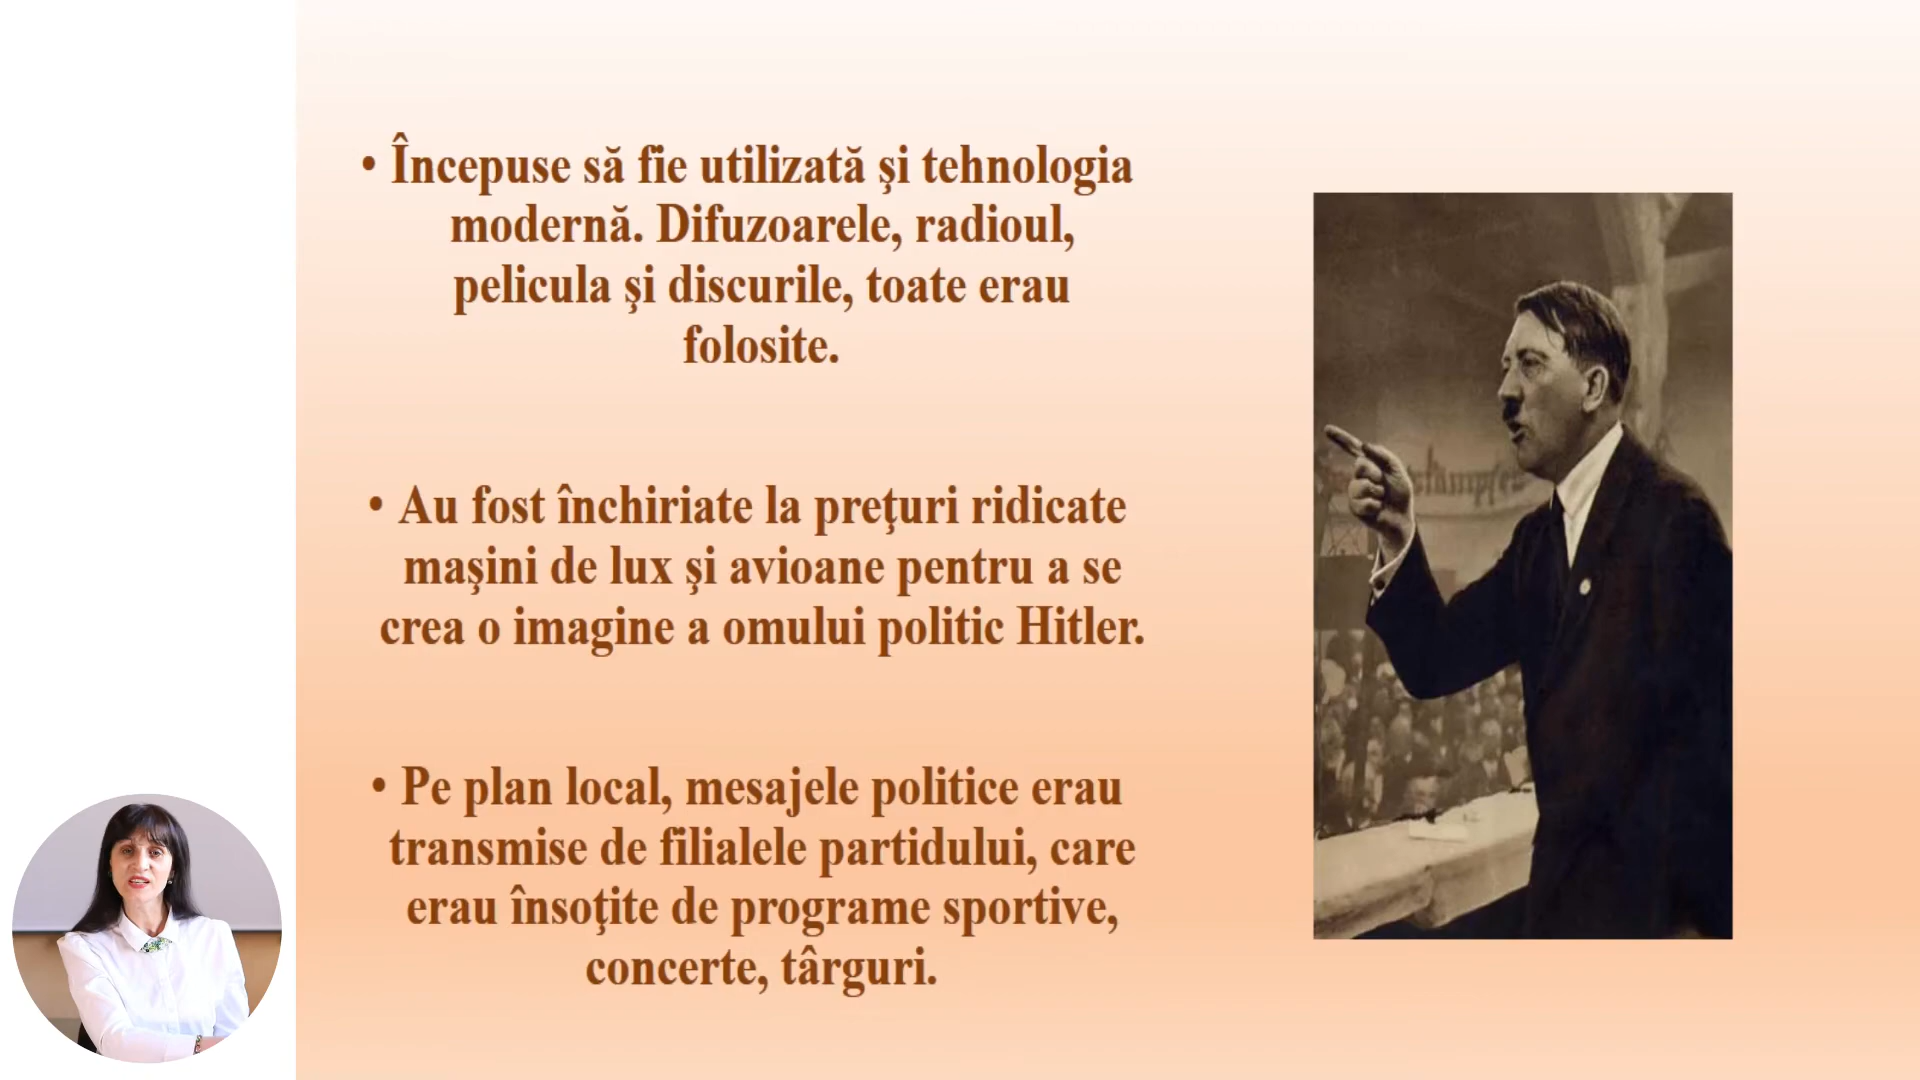 • Începuse să fie utilizată şi tehnologia
modernă. Difuzoarele, radioul,
pelicula şi discurile, toate erau
folosite.
• Au fost închiriate la preţuri ridicate
maşini de lux şi avioane pentru a se
crea o imagine a omului politic Hitler.
• Pe plan local, mesajele politice erau
transmise de filialele partidului, care
erau însoţite de programe sportive,
concerte, târguri.